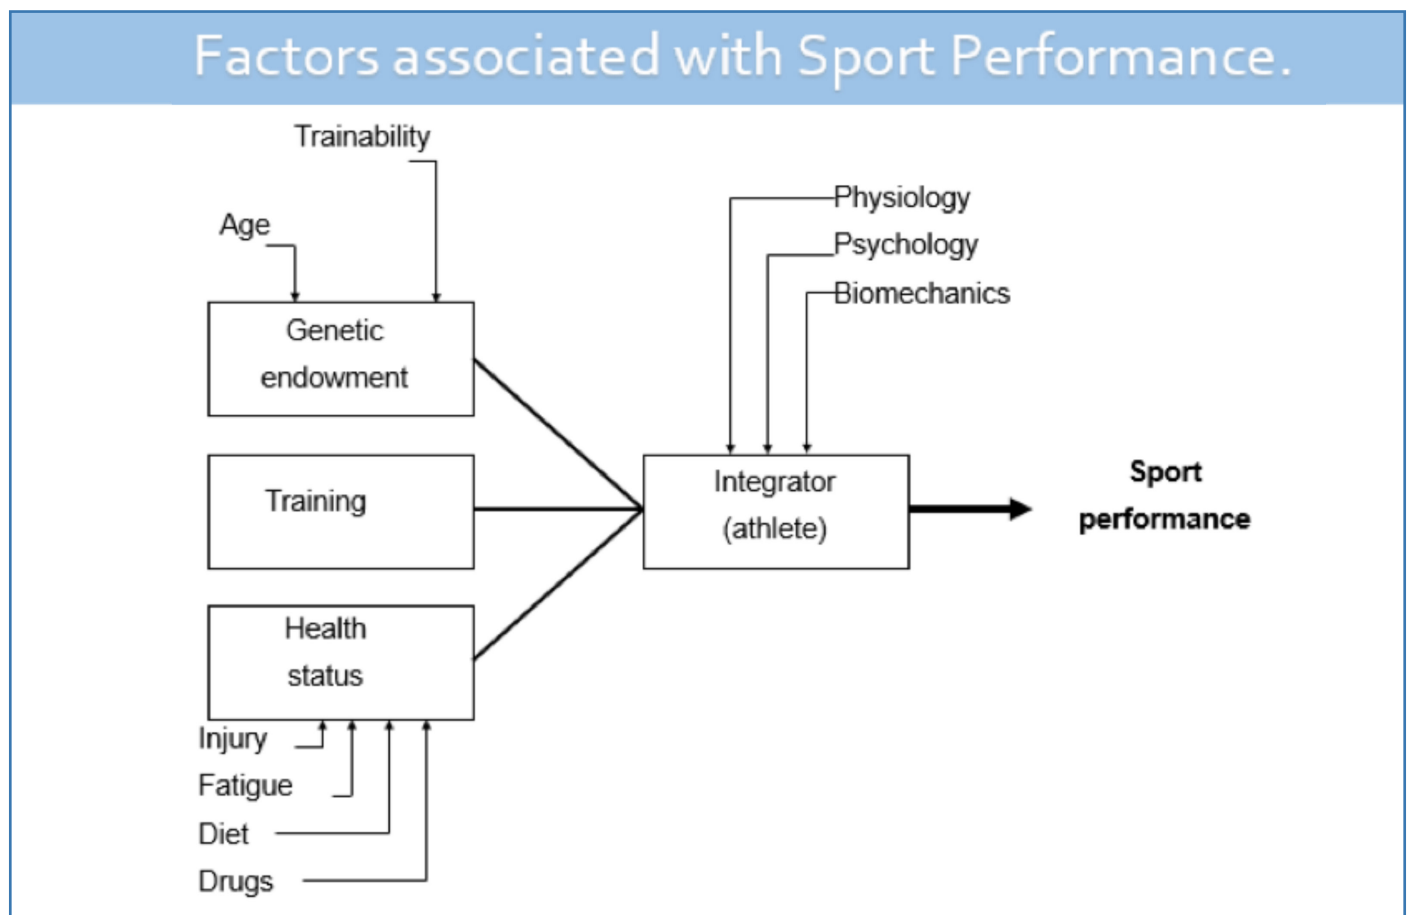 Factors associated with Sport Performance.
Trainability
Age
Physiology
Psychology
Biomechanics
Genetic
endowment
Training
Integrator
(athlete)
Sport
performance
Health
status
Injury
Fatigue
Diet
Drugs